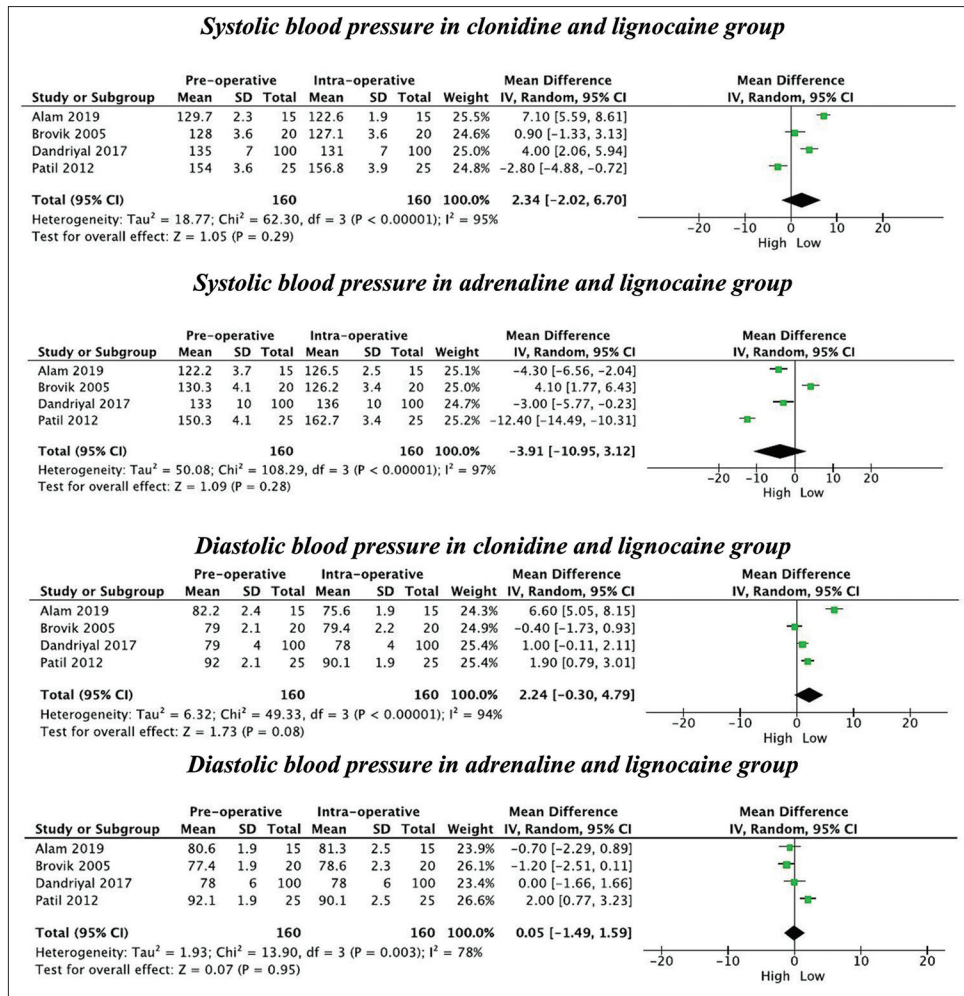 Systolic blood pressure in clonidine and lignocaine group
Pre-operative Intra-operative Mean Difference Mean Difference
Study or Subgroup Mean SD Total Mean SD Total Weight IV, Random, 95% CI IV, Random, 95% CI
Alam 2019 129.7 2.3 15 122.6 1.9 15 25.5% 7.10 [5.59, 8.61]
Brovik 2005 128 3.6 20 127.1 3.6 20 24.8% 0.90 [-1.33, 3.13]
Dandriyal 2017 135 7 100 131 7 100 25.0% 4.00 [2.06, 5.94]
Patil 2012 154 3.6 25 156.8 3.9 25 24.8% -2.80 [-4.88, -0.72]
Total (95% CI) 160 160 100.0% 2.34 [-2.02, 6.70]
Heterogeneity: Tau² = 18.77; Chi² = 62.30, df = 3 (P < 0.00001); I² = 95%
Test for overall effect: Z = 1.05 (P = 0.29)
-20 -10 0 10 20
High Low
Systolic blood pressure in adrenaline and lignocaine group
Pre-operative Intra-operative Mean Difference Mean Difference
Study or Subgroup Mean SD Total Mean SD Total Weight IV, Random, 95% CI IV, Random, 95% CI
Alam 2019 122.2 3.7 15 126.5 2.5 15 25.1% -4.30 [-6.56, -2.04]
Brovik 2005 130.3 4.1 20 126.2 3.4 20 25.0% 4.10 [1.77, 6.43]
Dandriyal 2017 133 10 100 136 10 100 24.7% -3.00 [-5.77, -0.23]
Patil 2012 150.3 4.1 25 162.7 3.4 25 25.2% -12.40 [-14.49, -10.31]
Total (95% CI) 160 160 100.0% -3.91 [-10.95, 3.12]
Heterogeneity: Tau² = 50.08; Chi² = 108.29, df = 3 (P < 0.00001); I² = 97%
Test for overall effect: Z = 1.09 (P = 0.28)
-20 -10 0 10 20
High Low
Diastolic blood pressure in clonidine and lignocaine group
Pre-operative Intra-operative Mean Difference Mean Difference
Study or Subgroup Mean SD Total Mean SD Total Weight IV, Random, 95% CI IV, Random, 95% CI
Alam 2019 82.2 2.4 15 75.6 1.9 15 24.3% 6.60 [5.05, 8.15]
Brovik 2005 79 2.1 20 79.4 2.2 20 24.9% -0.40 [-1.73, 0.93]
Dandriyal 2017 79 4 100 78 4 100 25.4% 1.00 [-0.11, 2.11]
Patil 2012 92 2.1 25 90.1 1.9 25 25.4% 1.90 [0.79, 3.01]
Total (95% CI) 160 160 100.0% 2.24 [-0.30, 4.79]
Heterogeneity: Tau² = 6.32; Chi² = 49.33, df = 3 (P < 0.00001); I² = 94%
Test for overall effect: Z = 1.73 (P = 0.08)
-20 -10 0 10 20
High Low
Diastolic blood pressure in adrenaline and lignocaine group
Pre-operative Intra-operative Mean Difference Mean Difference
Study or Subgroup Mean SD Total Mean SD Total Weight IV, Random, 95% CI IV, Random, 95% CI
Alam 2019 80.6 1.9 15 81.3 2.5 15 23.9% -0.70 [-2.29, 0.89]
Brovik 2005 77.4 1.9 20 78.6 2.3 20 26.1% -1.20 [-2.51, 0.11]
Dandriyal 2017 78 6 100 78 6 100 23.4% 0.00 [-1.66, 1.66]
Patil 2012 92.1 1.9 25 90.1 2.5 25 26.6% 2.00 [0.77, 3.23]
Total (95% CI) 160 160 100.0% 0.05 [-1.49, 1.59]
Heterogeneity: Tau² = 1.93; Chi² = 13.90, df = 3 (P = 0.003); I² = 78%
Test for overall effect: Z = 0.07 (P = 0.95)
-20 -10 0 10 20
High Low